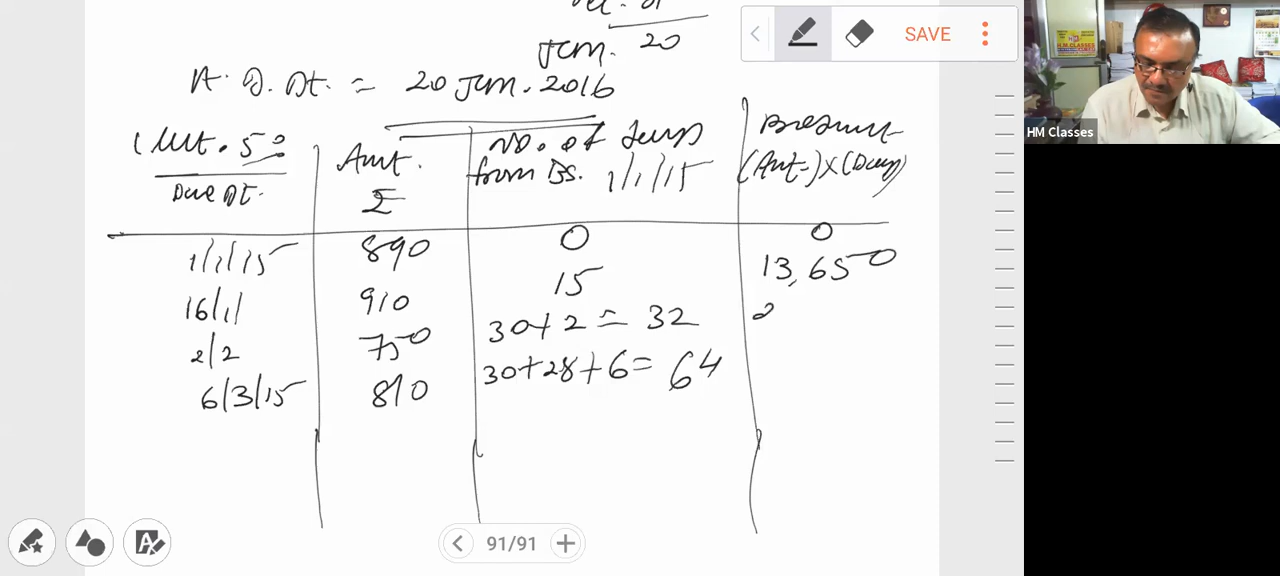 Jan. 20
SAVE
A. D. Dt. = 20 Jan. 2016
HM Classes
Due Dt.
Amt.
No. of Days
from Bs. 1/1/15
Product
(Amt.) X (Days)
1/1/15 890 0 0
16/1 910 15 13,650
2/2 750 30+2 = 32 2
6/3/15 810 30+28+6= 64
91/91